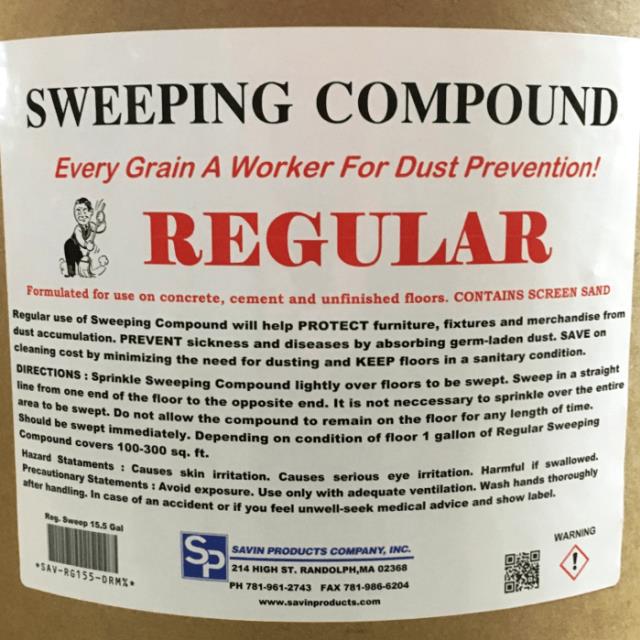 SWEEPING COMPOUND
Every Grain A Worker For Dust Prevention!
REGULAR
Formulated for use on concrete, cement and unfinished floors. CONTAINS SCREEN SAND
Regular use of Sweeping Compound will help PROTECT furniture, fixtures and merchandise from
dust accumulation. PREVENT sickness and diseases by absorbing germ-laden dust. SAVE on
cleaning cost by minimizing the need for dusting and KEEP floors in a sanitary condition.
DIRECTIONS : Sprinkle Sweeping Compound lightly over floors to be swept. Sweep in a straight
line from one end of the floor to the opposite end. It is not neccessary to sprinkle over the entire
area to be swept. Do not allow the compound to remain on the floor for any length of time.
Should be swept immediately. Depending on condition of floor 1 gallon of Regular Sweeping
Compound covers 100-300 sq. ft.
Hazard Stataments : Causes skin irritation. Causes serious eye irritation. Harmful if swallowed.
Precautionary Statements : Avoid exposure. Use only with adequate ventilation. Wash hands thoroughly
after handling. In case of an accident or if you feel unwell-seek medical advice and show label.
Reg. Sweep 15.5 Gal
*SAV-RG155-DRM%*
SP
SAVIN PRODUCTS COMPANY, INC.
214 HIGH ST. RANDOLPH,MA 02368
PH 781-961-2743 FAX 781-986-6204
www.savinproducts.com
WARNING